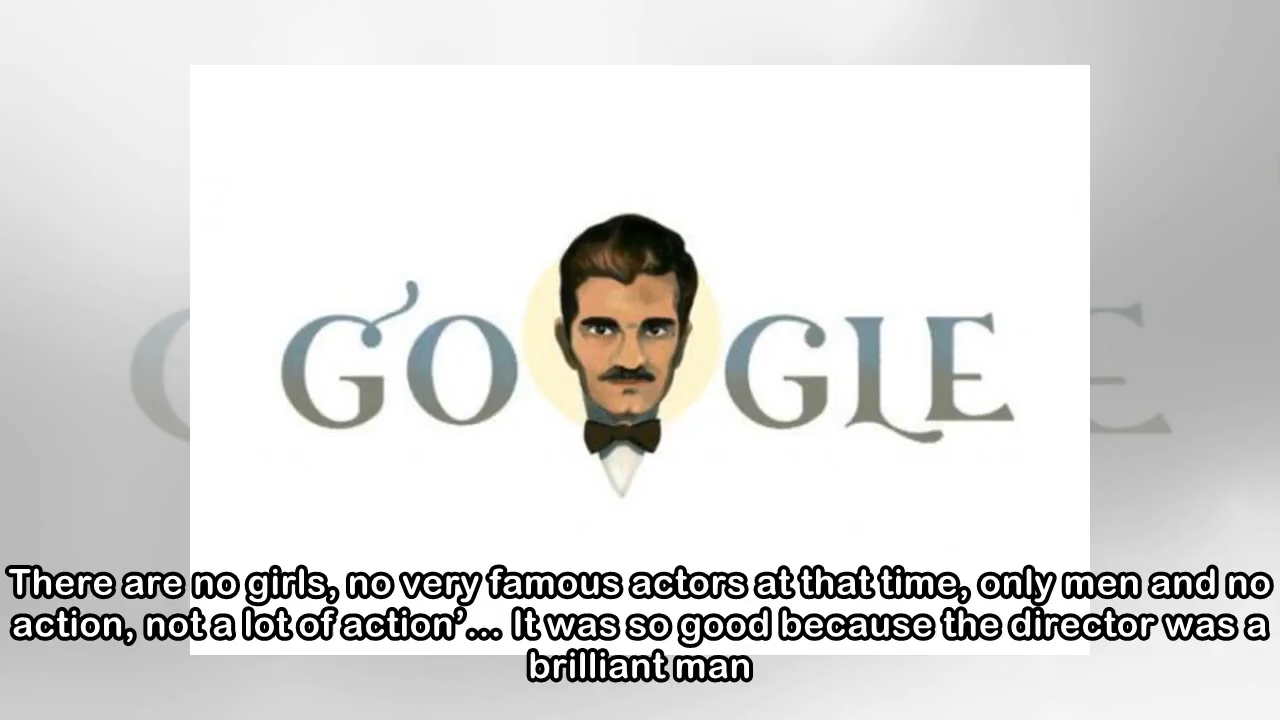 GO GLE
There are no girls, no very famous actors at that time, only men and no
action, not a lot of action’... It was so good because the director was a
brilliant man